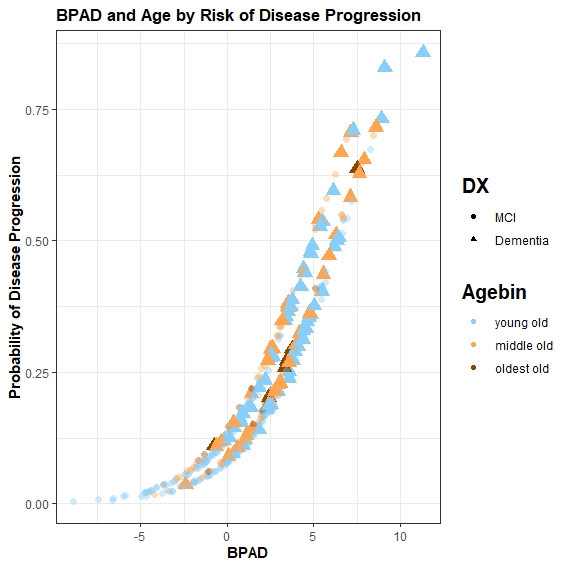 BPAD and Age by Risk of Disease Progression
Probability of Disease Progression
0.75
0.50
0.25
0.00
-5
0
5
10
BPAD
DX
MCI
Dementia
Agebin
young old
middle old
oldest old